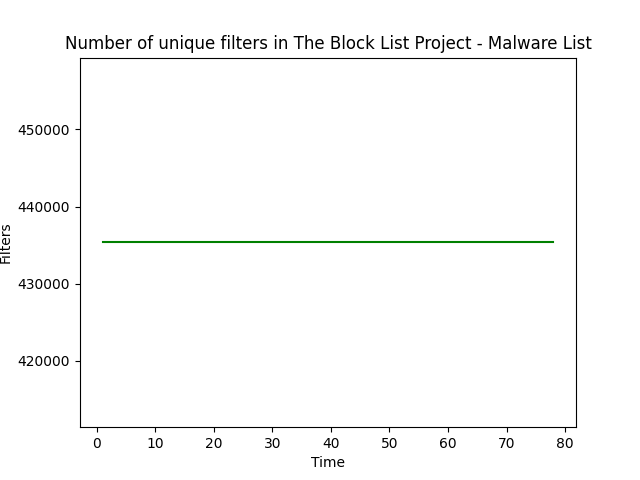 Number of unique filters in The Block List Project - Malware List
450000
440000
430000
420000
Filters
0 10 20 30 40 50 60 70 80
Time